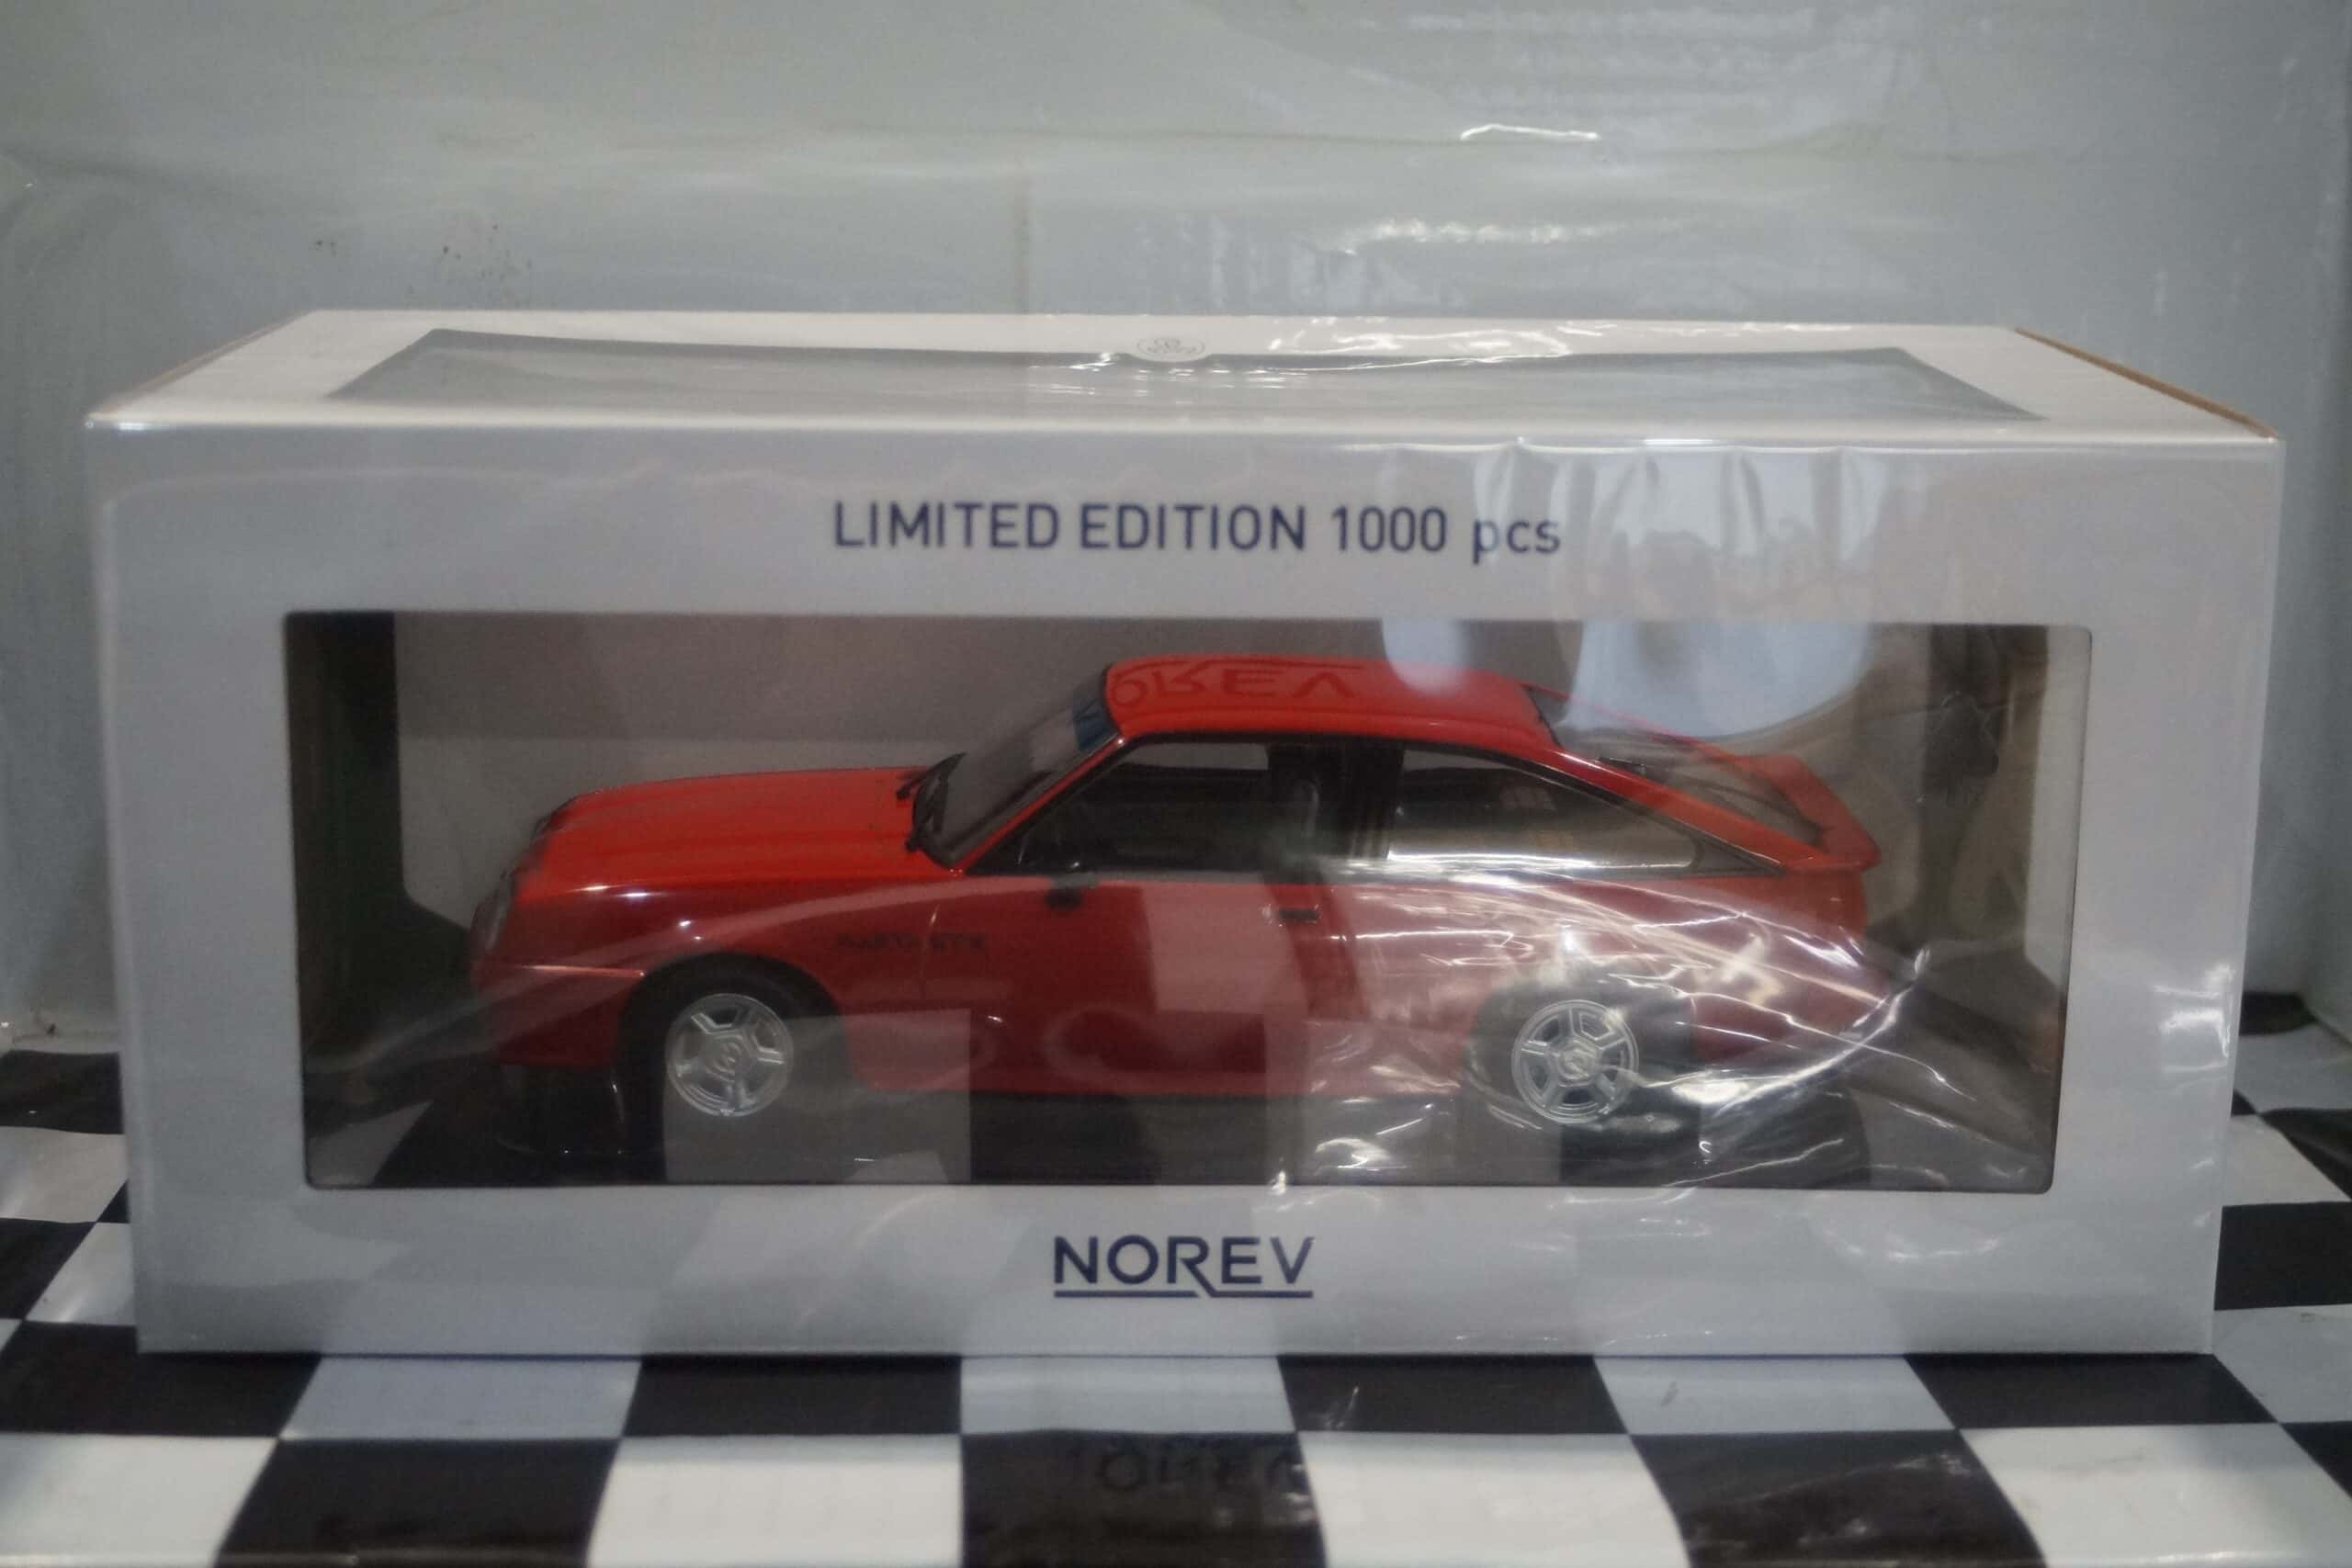 LIMITED EDITION 1000 pcs
NOREV